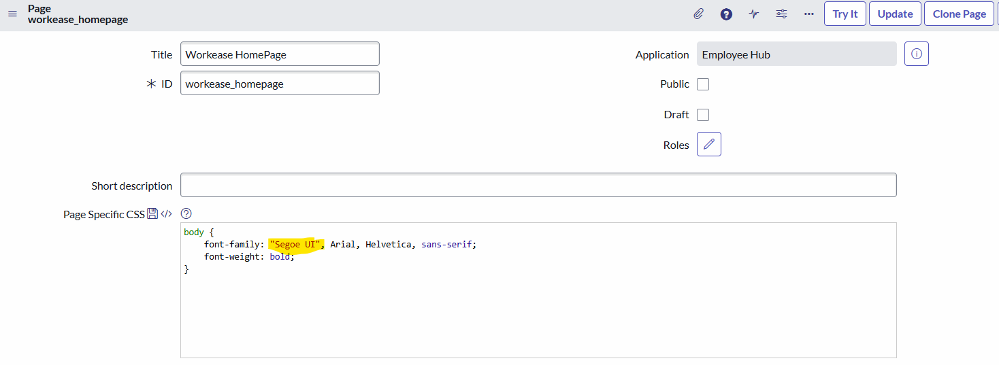 Page
workease_homepage
Try It
Update
Clone Page
Title
Workease HomePage
Application
Employee Hub
ID
workease_homepage
Public
Draft
Roles
Short description
Page Specific CSS
body {
    font-family: "Segoe UI", Arial, Helvetica, sans-serif;
    font-weight: bold;
}